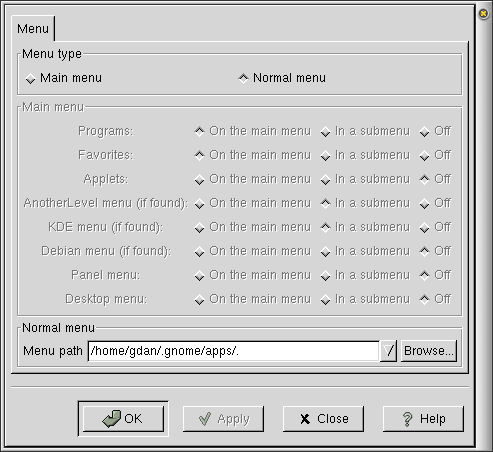 Menu
Menu type
Main menu Normal menu
Main menu
Programs: On the main menu In a submenu Off
Favorites: On the main menu In a submenu Off
Applets: On the main menu In a submenu Off
AnotherLevel menu (if found): On the main menu In a submenu Off
KDE menu (if found): On the main menu In a submenu Off
Debian menu (if found): On the main menu In a submenu Off
Panel menu: On the main menu In a submenu Off
Desktop menu: On the main menu In a submenu Off
Normal menu
Menu path /home/gdan/.gnome/apps/. Browse...
OK Apply Close Help